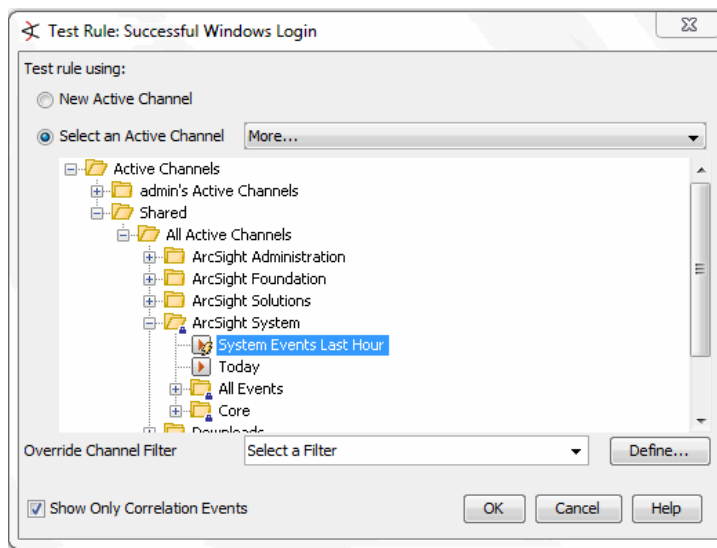 Test Rule: Successful Windows Login
Test rule using:
New Active Channel
Select an Active Channel More...
Active Channels
admin's Active Channels
Shared
All Active Channels
ArcSight Administration
ArcSight Foundation
ArcSight Solutions
ArcSight System
System Events Last Hour
Today
All Events
Core
Downloads
Override Channel Filter Select a Filter Define...
Show Only Correlation Events OK Cancel Help